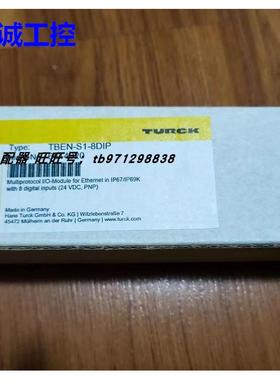 诚工控
TURCK
Type: TBEN-S1-8DIP
配器 旺旺号, tb971298838
Multiprotocol I/O-Module for Ethernet in IP67/IP69K
with 8 digital inputs (24 VDC, PNP)
Made in Germany
Hans Turck GmbH & Co. KG | Witzlebenstraße 7
45472 Mülheim an der Ruhr | Germany | www.turck.com